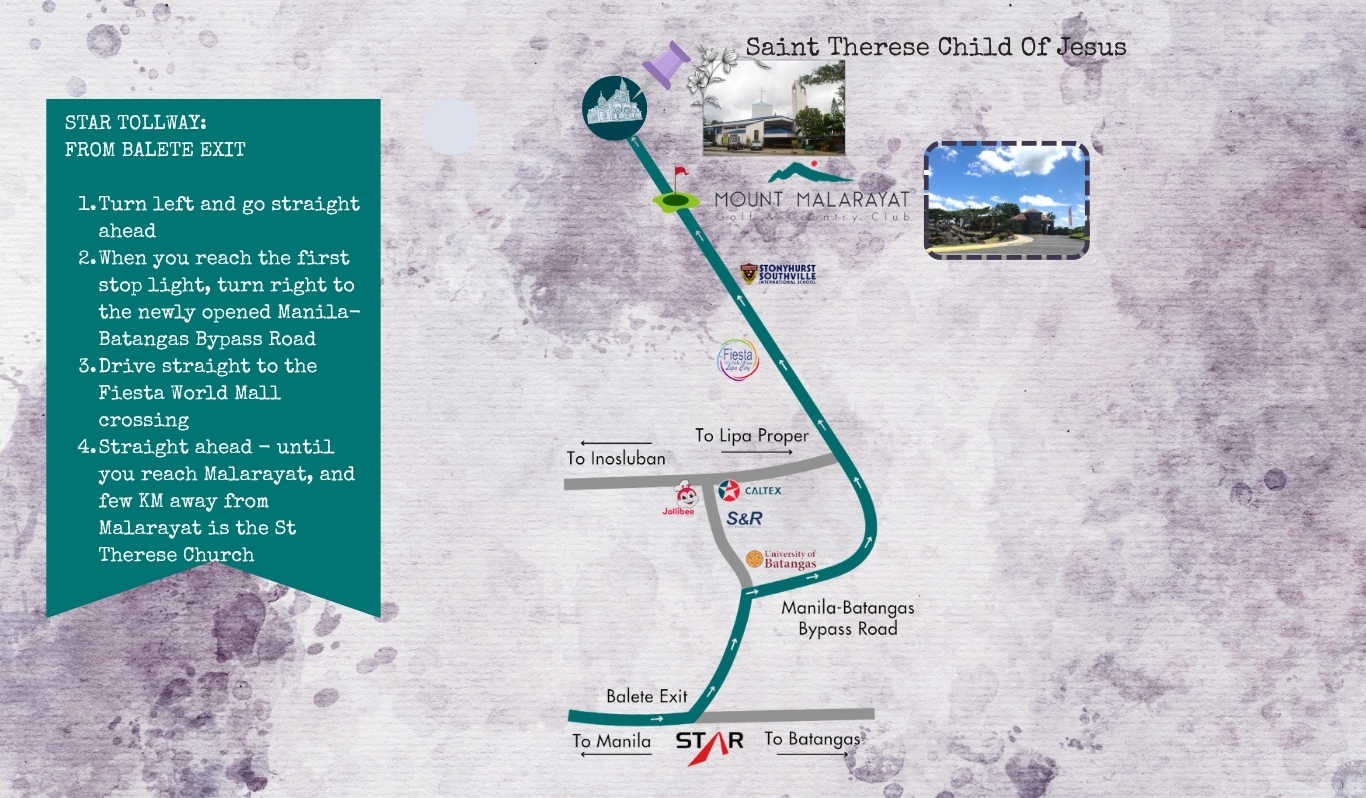 Saint Therese Child Of Jesus
STAR TOLLWAY:
FROM BALETE EXIT
1. Turn left and go straight
ahead
2. When you reach the first
stop light, turn right to
the newly opened Manila-
Batangas Bypass Road
3. Drive straight to the
Fiesta World Mall
crossing
4. Straight ahead – until
you reach Malarayat, and
few KM away from
Malarayat is the St
Therese Church
MOUNT MALARAYAT
Golf & Country Club
STONYHURST
SOUTHVILLE
INTERNATIONAL SCHOOL
Fiesta
Lipa City
To Lipa Proper
To Inosluban
Jollibee
CALTEX
S&R
University of
Batangas
Manila-Batangas
Bypass Road
Balete Exit
To Manila
STAR
To Batangas